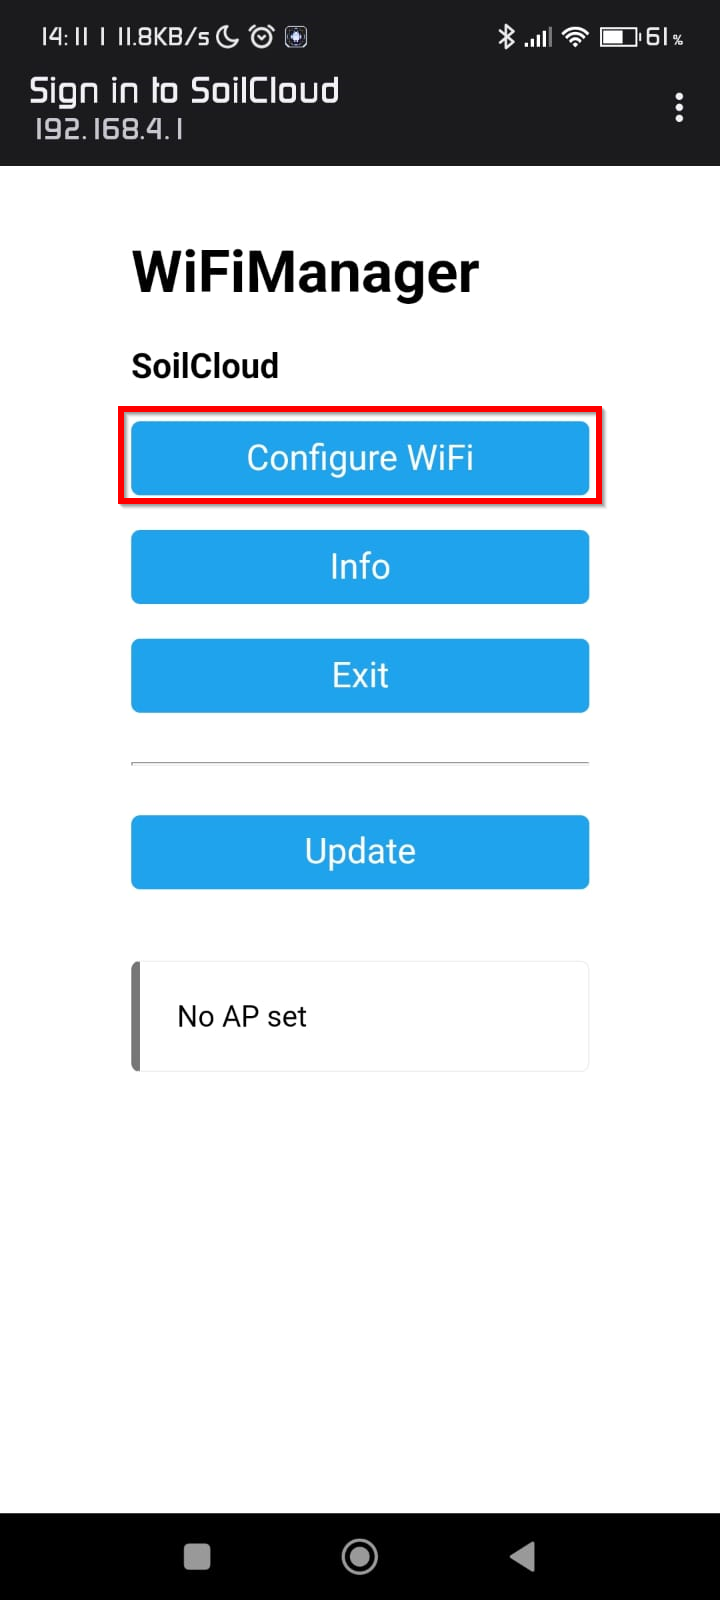 14:11 | 11.8KB/s 61%
Sign in to SoilCloud
192.168.4.1
WiFiManager
SoilCloud
Configure WiFi
Info
Exit
Update
No AP set